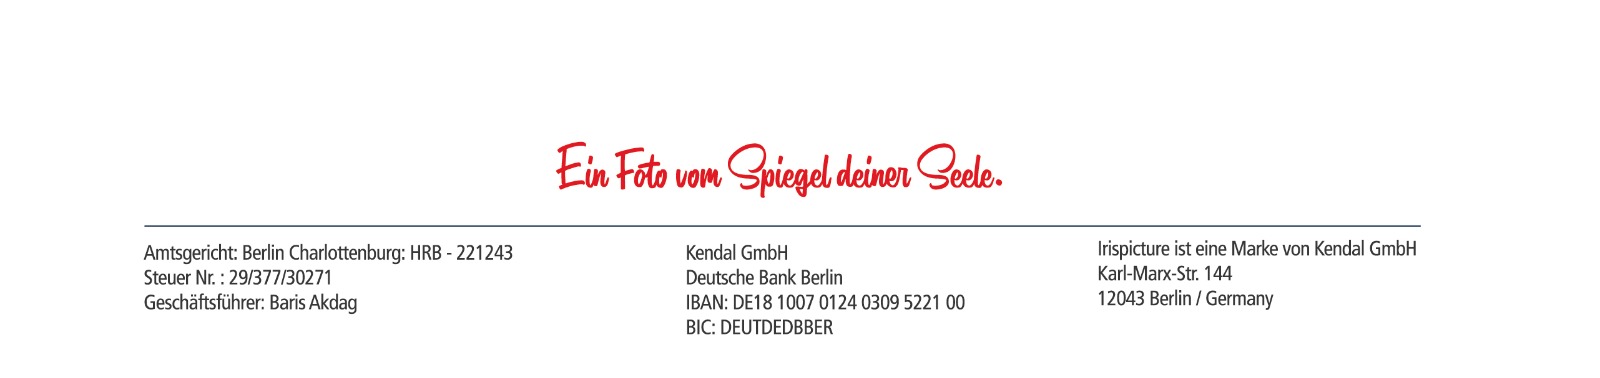 Ein Foto vom Spiegel deiner Seele.
Amtsgericht: Berlin Charlottenburg: HRB - 221243
Steuer Nr. : 29/377/30271
Geschäftsführer: Baris Akdag
Kendal GmbH
Deutsche Bank Berlin
IBAN: DE18 1007 0124 0309 5221 00
BIC: DEUTDEDBBER
Irispicture ist eine Marke von Kendal GmbH
Karl-Marx-Str. 144
12043 Berlin / Germany